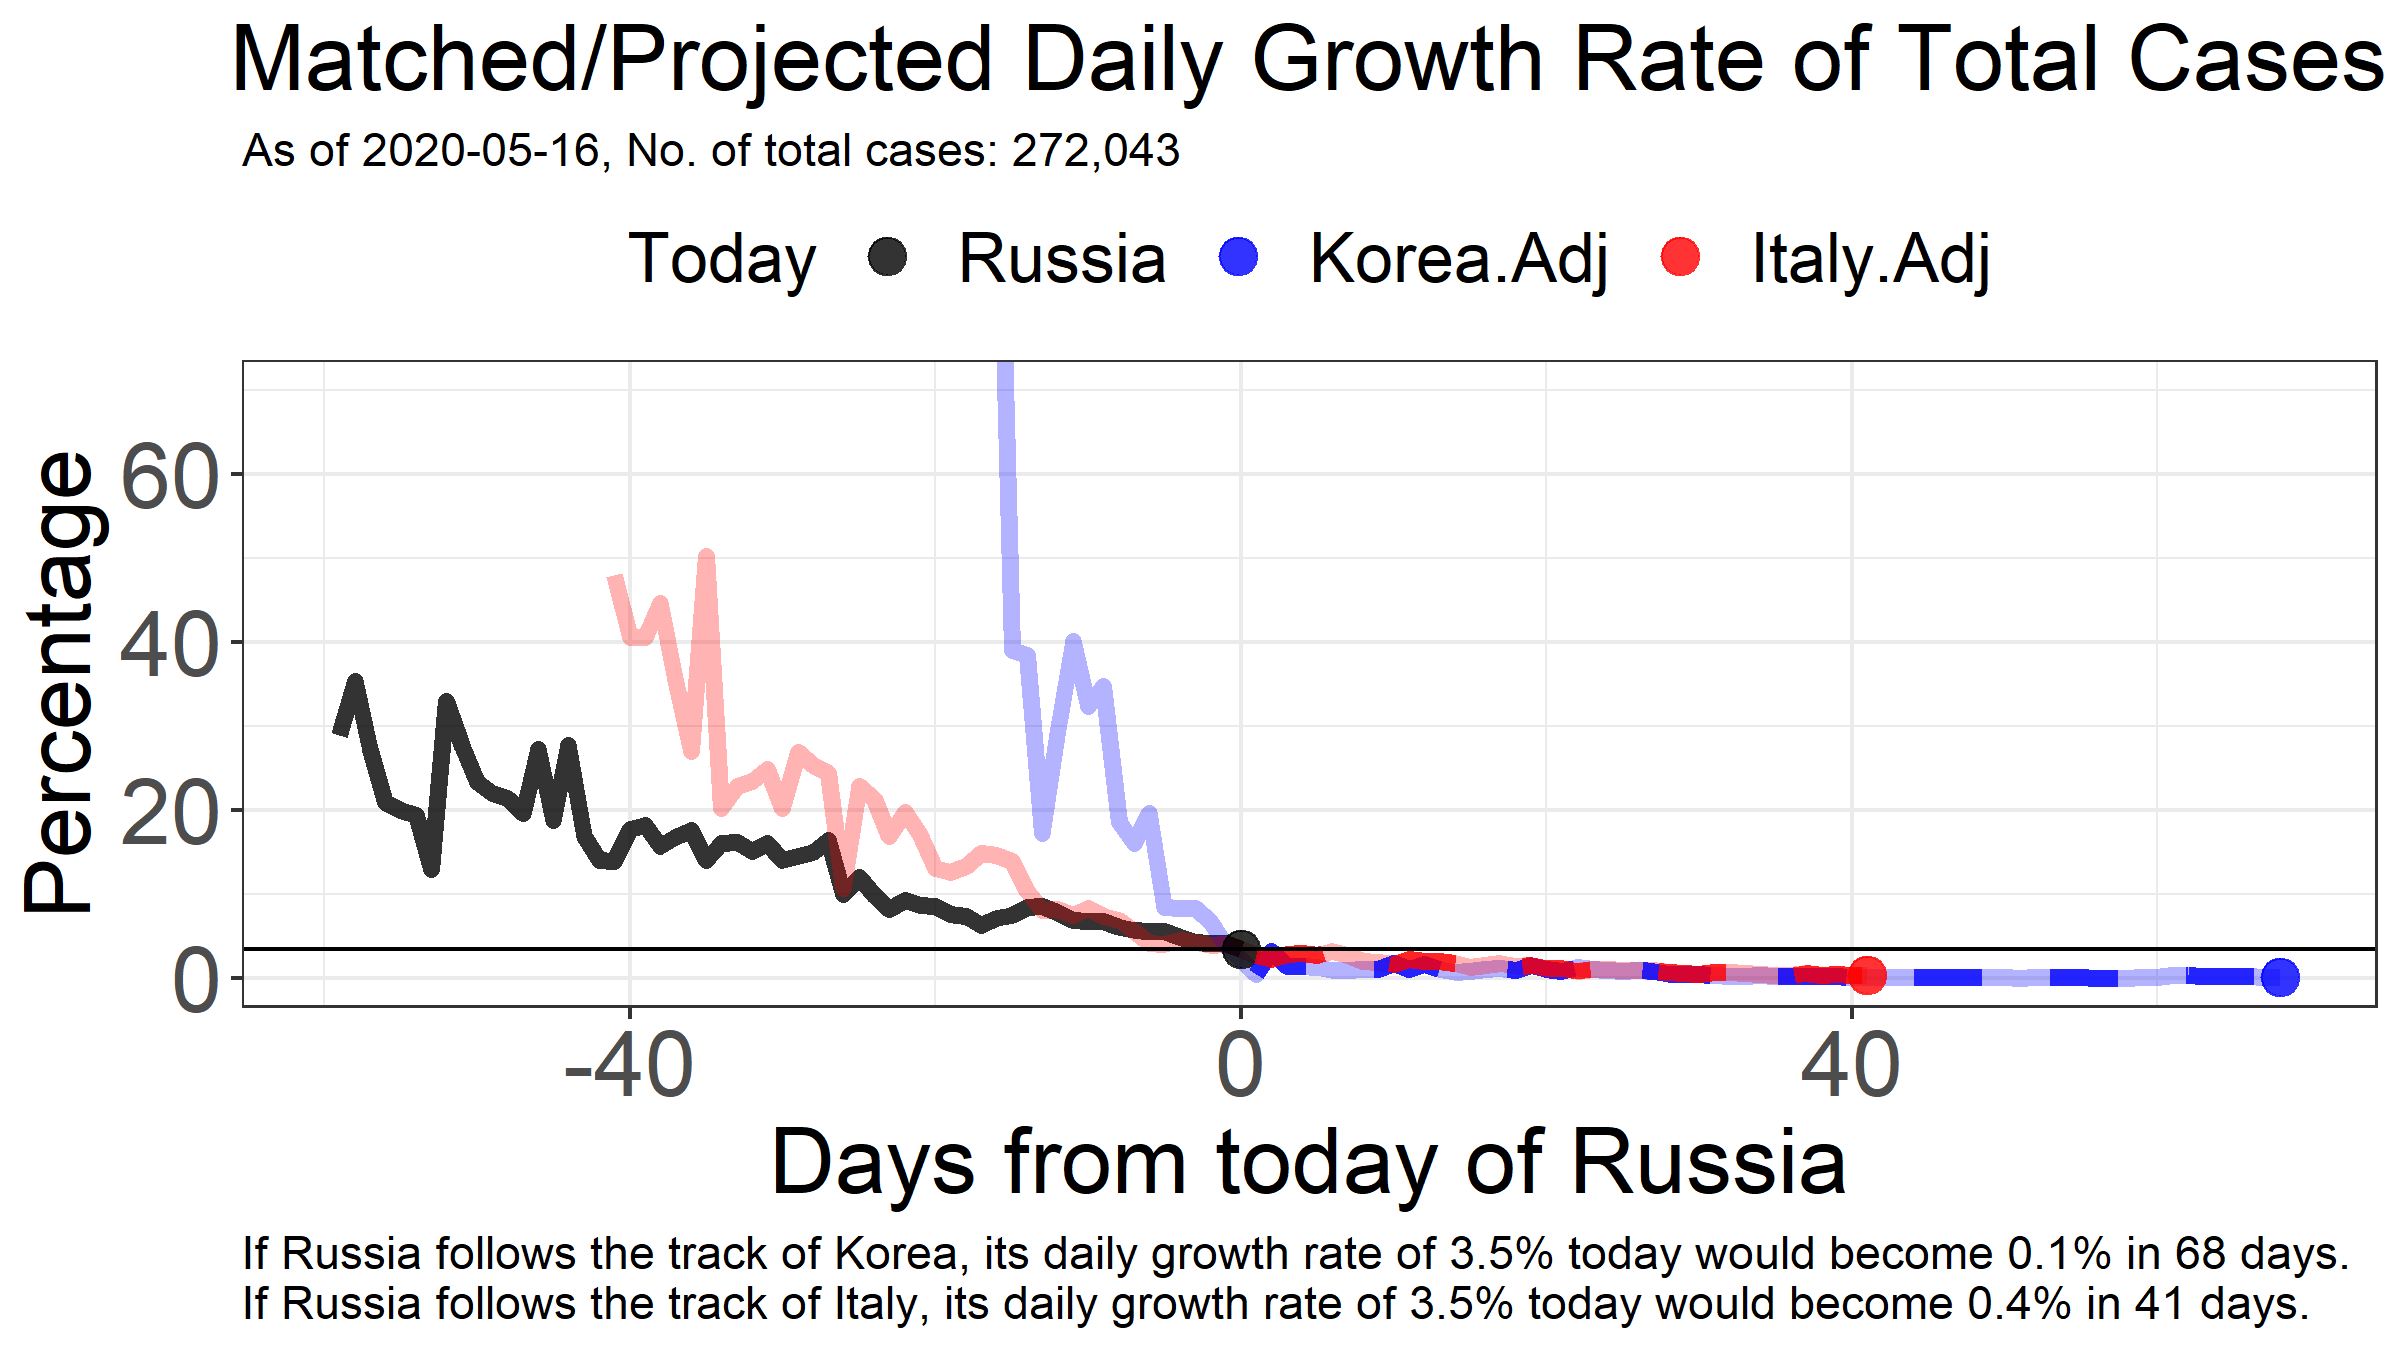 Matched/Projected Daily Growth Rate of Total Cases
As of 2020-05-16, No. of total cases: 272,043
Today Russia Korea.Adj Italy.Adj
Percentage
60
40
20
0
-40 0 40
Days from today of Russia
If Russia follows the track of Korea, its daily growth rate of 3.5% today would become 0.1% in 68 days.
If Russia follows the track of Italy, its daily growth rate of 3.5% today would become 0.4% in 41 days.